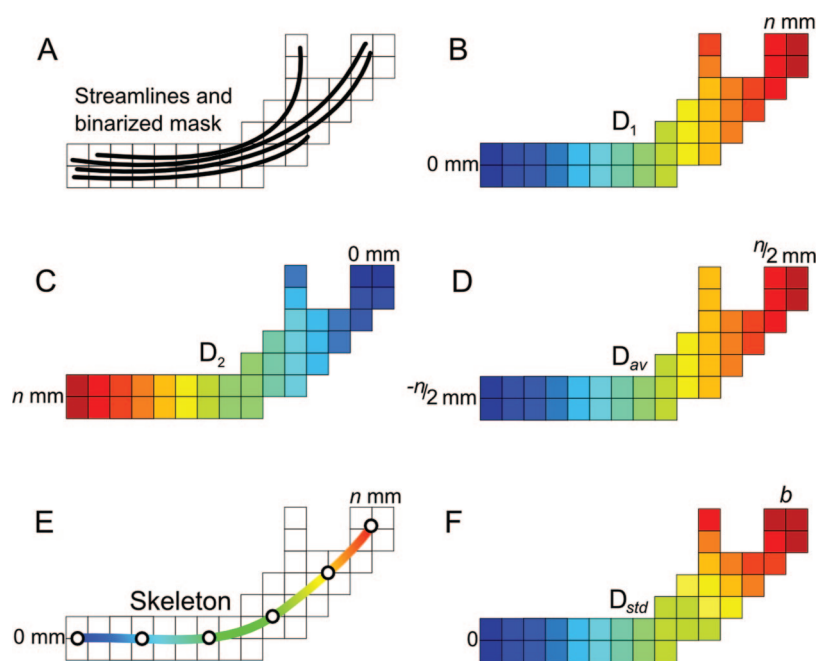 A
Streamlines and
binarized mask
B
n mm
D₁
0 mm
C
0 mm
D₂
n mm
D
n/2 mm
Dav
-n/2 mm
E
n mm
Skeleton
0 mm
F
b
Dstd
0